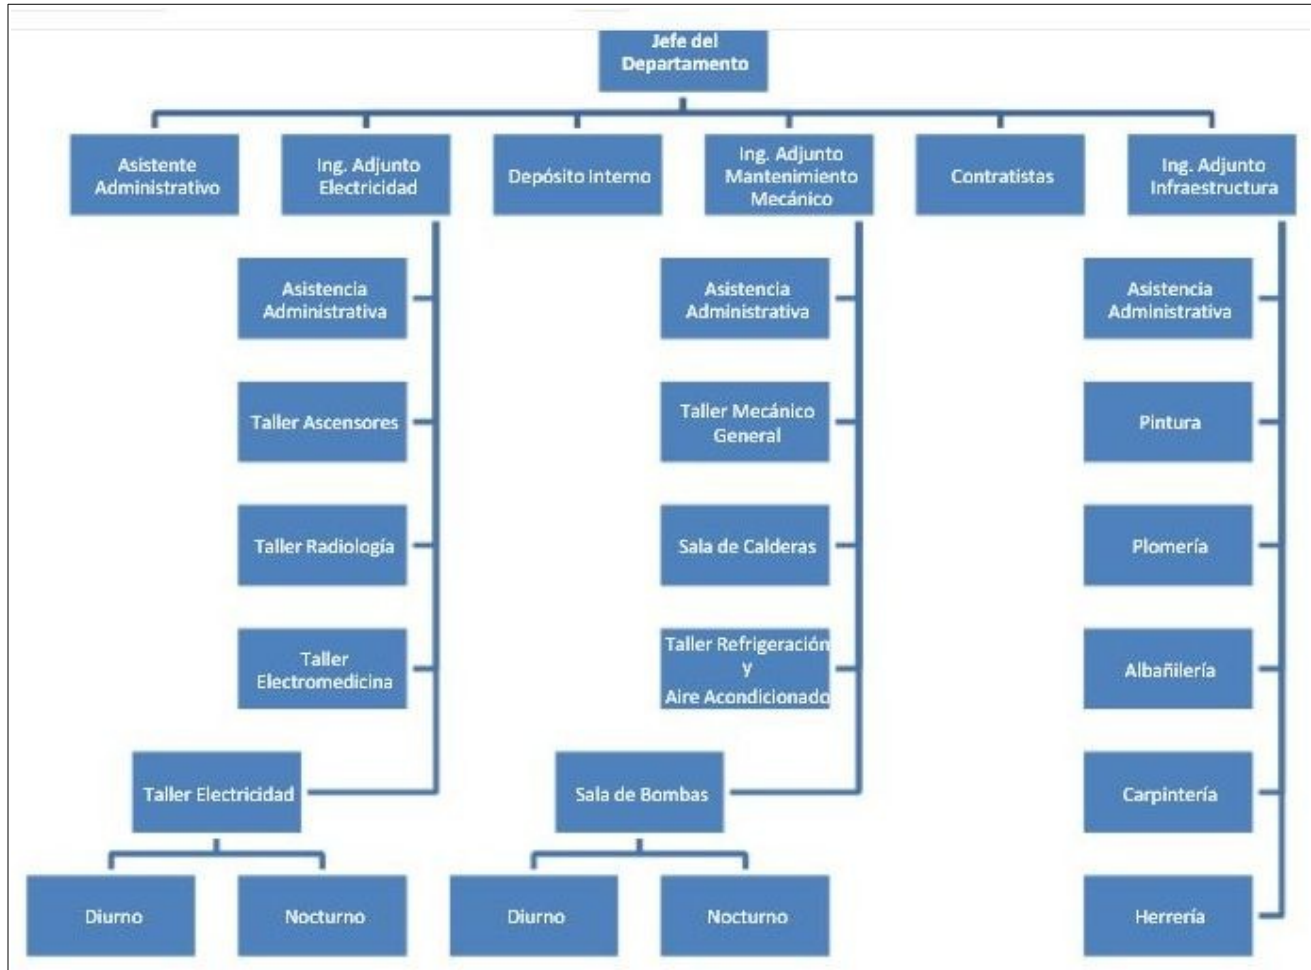 Jefe del
Departamento
Asistente
Administrativo
Ing. Adjunto
Electricidad
Depósito Interno
Ing. Adjunto
Mantenimiento
Mecánico
Contratistas
Ing. Adjunto
Infraestructura
Asistencia
Administrativa
Asistencia
Administrativa
Asistencia
Administrativa
Taller Ascensores
Taller Mecánico
General
Pintura
Taller Radiología
Sala de Calderas
Plomería
Taller
Electromedicina
Taller Refrigeración
y
Aire Acondicionado
Albañilería
Taller Electricidad
Sala de Bombas
Carpintería
Diurno
Nocturno
Diurno
Nocturno
Herrería